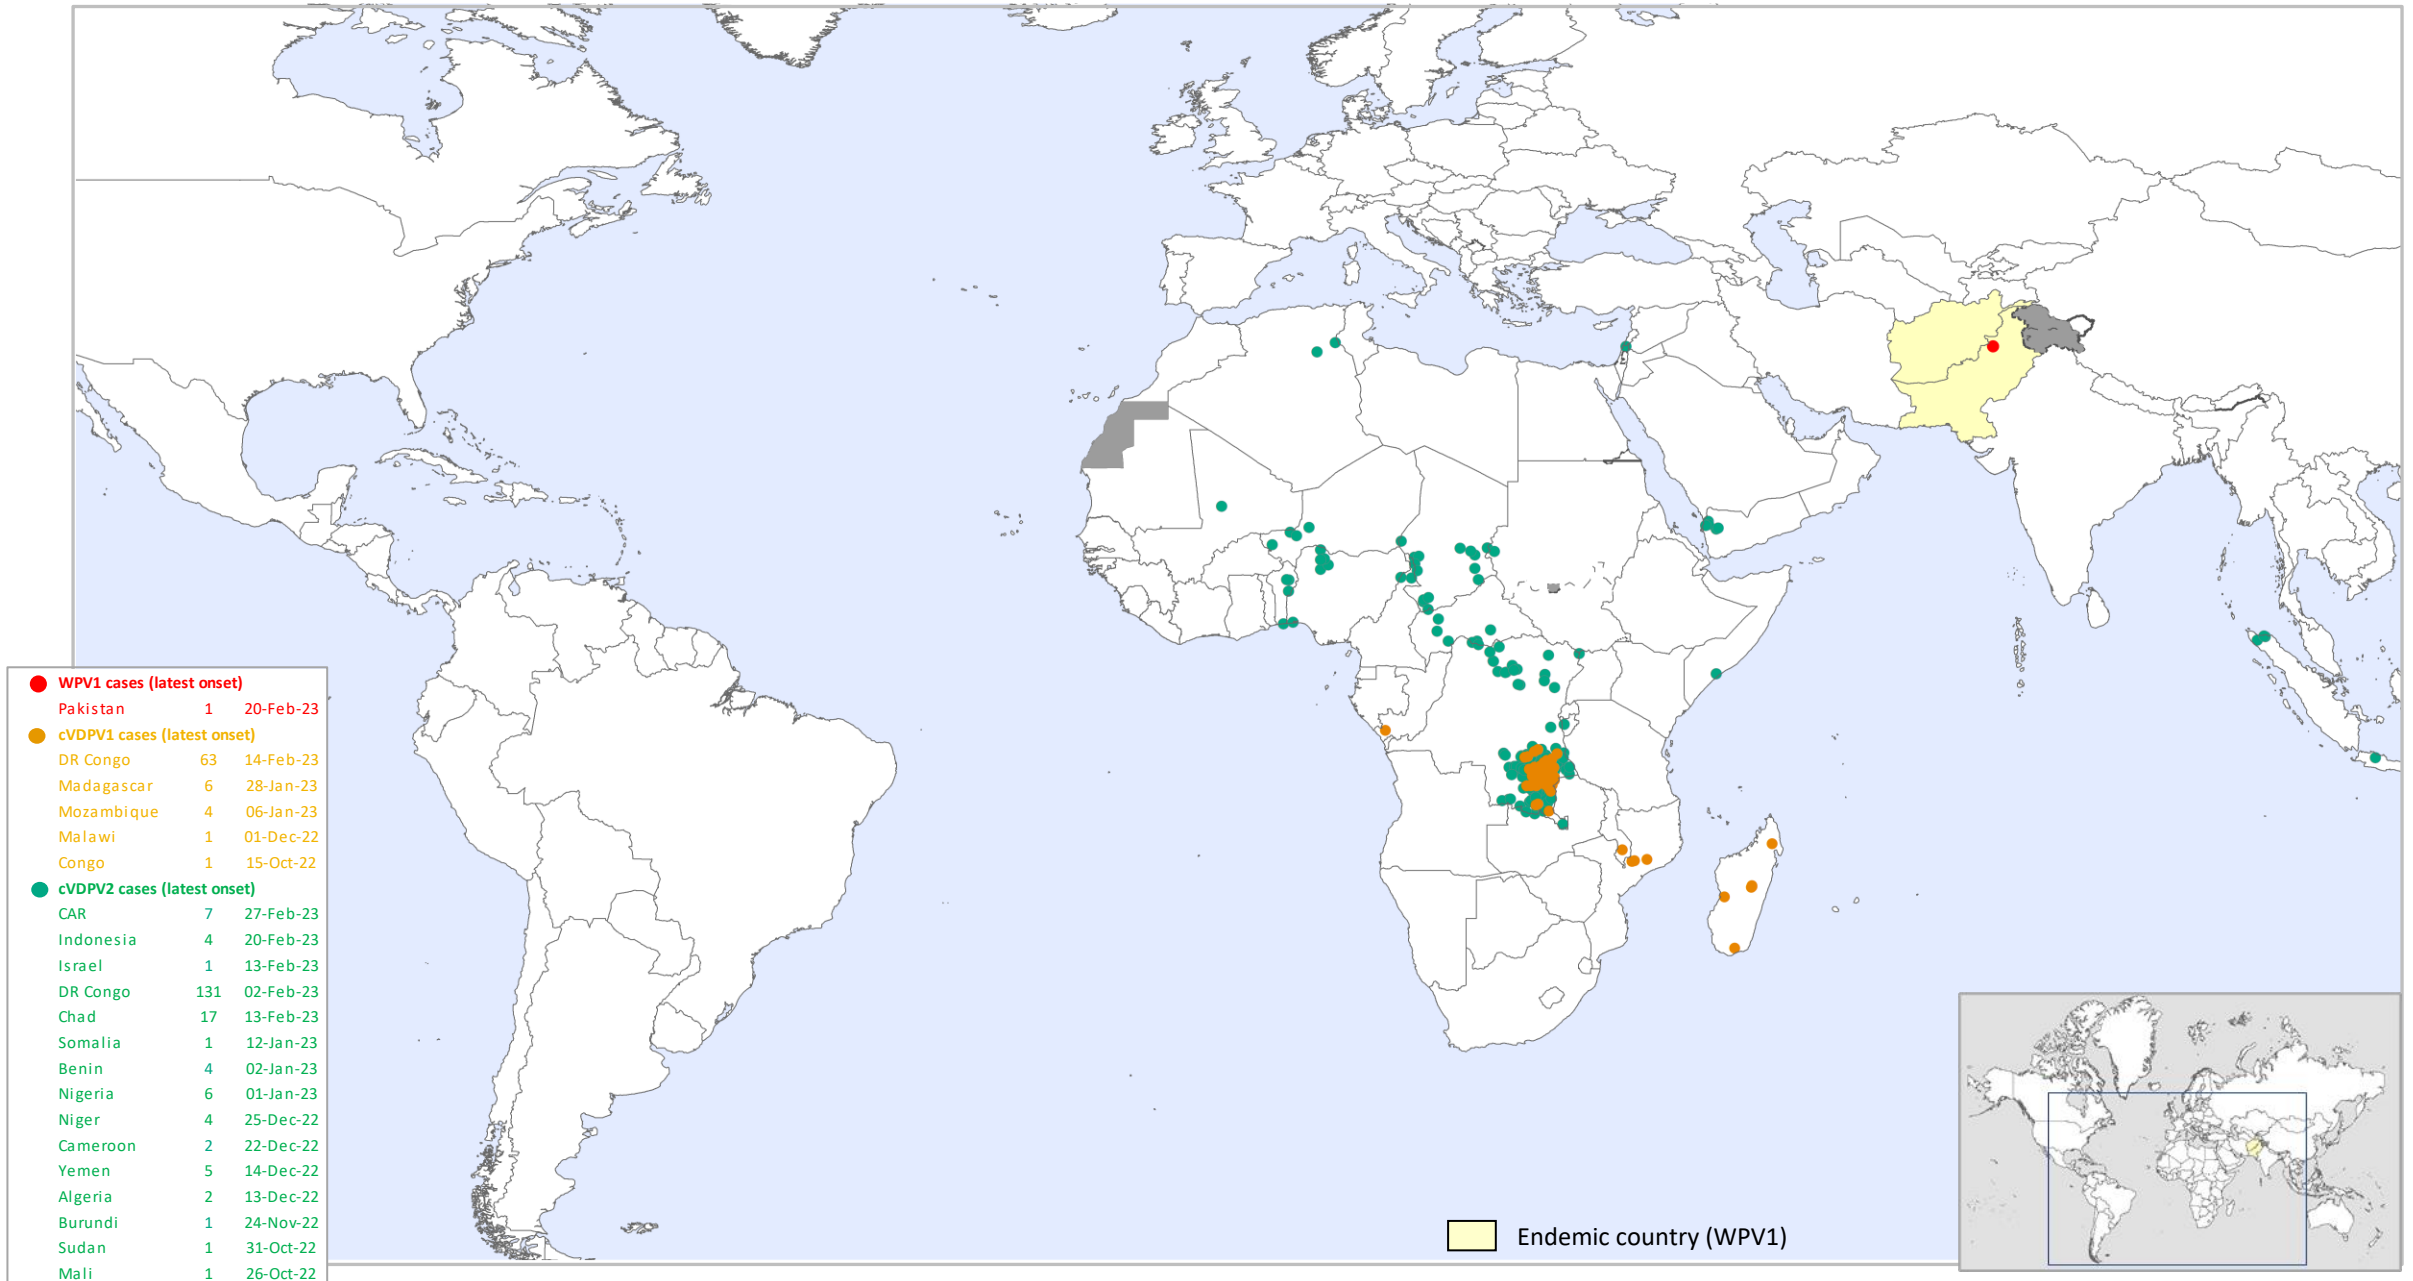 WPV1 cases (latest onset)
Pakistan 1 20-Feb-23
cVDPV1 cases (latest onset)
DR Congo 63 14-Feb-23
Madagascar 6 28-Jan-23
Mozambique 4 06-Jan-23
Malawi 1 01-Dec-22
Congo 1 15-Oct-22
cVDPV2 cases (latest onset)
CAR 7 27-Feb-23
Indonesia 4 20-Feb-23
Israel 1 13-Feb-23
DR Congo 131 02-Feb-23
Chad 17 13-Feb-23
Somalia 1 12-Jan-23
Benin 4 02-Jan-23
Nigeria 6 01-Jan-23
Niger 4 25-Dec-22
Cameroon 2 22-Dec-22
Yemen 5 14-Dec-22
Algeria 2 13-Dec-22
Burundi 1 24-Nov-22
Sudan 1 31-Oct-22
Mali 1 26-Oct-22
Endemic country (WPV1)